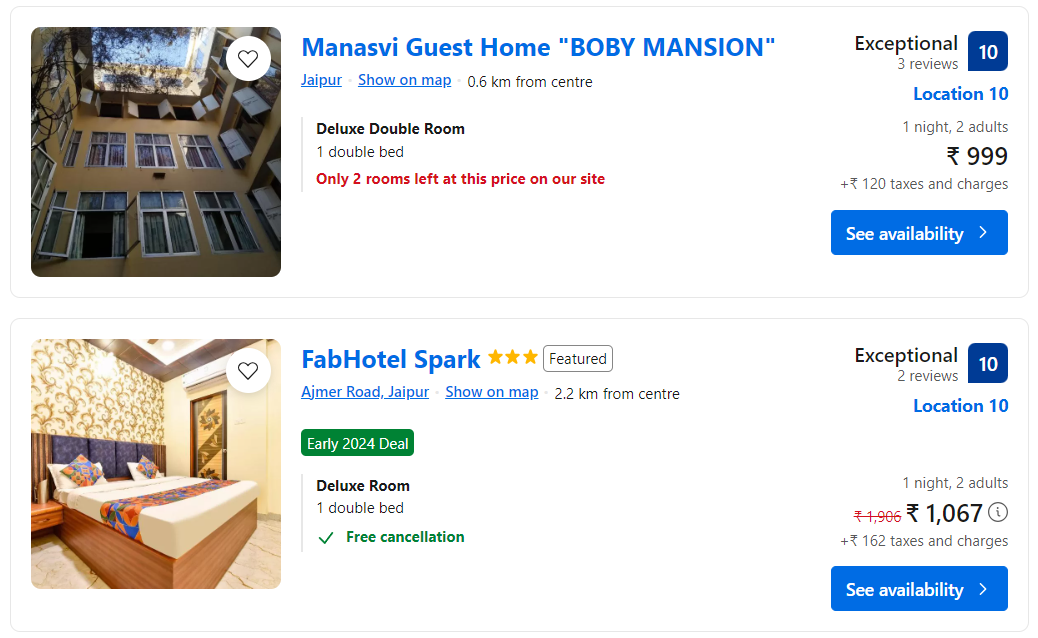 Manasvi Guest Home "BOBY MANSION"
Jaipur Show on map 0.6 km from centre
Exceptional 10
3 reviews
Location 10
Deluxe Double Room
1 double bed
Only 2 rooms left at this price on our site
1 night, 2 adults
₹ 999
+₹ 120 taxes and charges
See availability
FabHotel Spark Featured
Ajmer Road, Jaipur Show on map 2.2 km from centre
Exceptional 10
2 reviews
Location 10
Early 2024 Deal
Deluxe Room
1 double bed
Free cancellation
1 night, 2 adults
₹ 1,906 ₹ 1,067
+₹ 162 taxes and charges
See availability